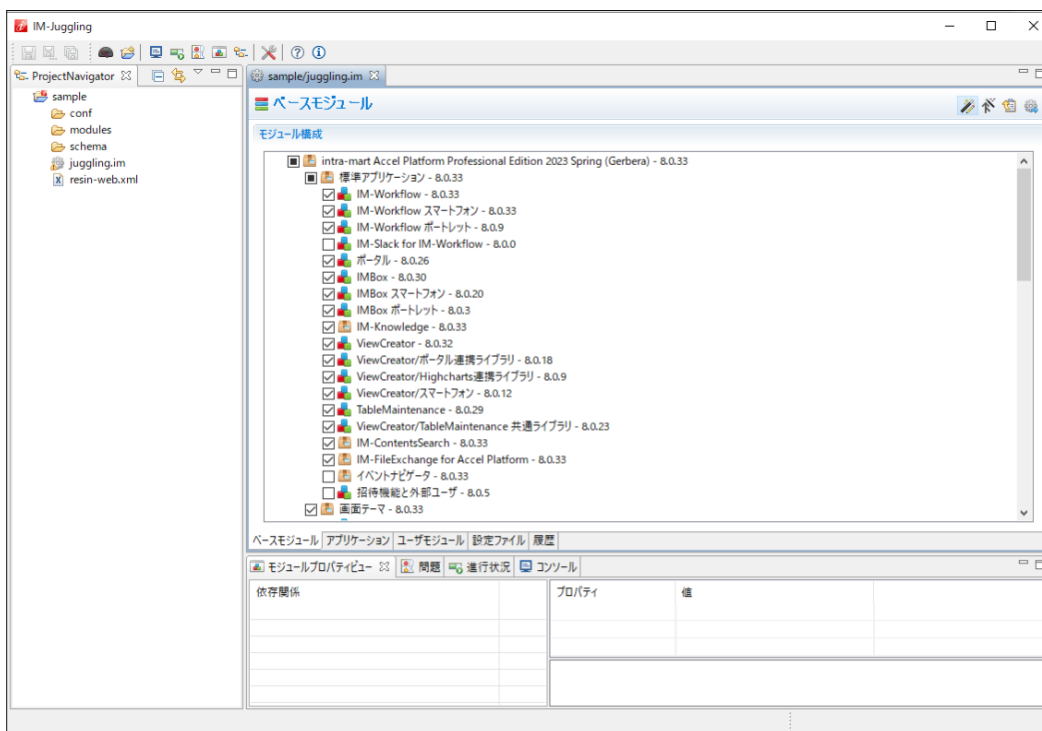 IM-Juggling
ProjectNavigator
sample
conf
modules
schema
juggling.im
resin-web.xml
sample/juggling.im
ベースモジュール
モジュール構成
intra-mart Accel Platform Professional Edition 2023 Spring (Gerbera) - 8.0.33
標準アプリケーション - 8.0.33
IM-Workflow - 8.0.33
IM-Workflow スマートフォン - 8.0.33
IM-Workflow ポートレット - 8.0.9
IM-Slack for IM-Workflow - 8.0.0
ポータル - 8.0.26
IMBox - 8.0.30
IMBox スマートフォン - 8.0.20
IMBox ポートレット - 8.0.3
IM-Knowledge - 8.0.33
ViewCreator - 8.0.32
ViewCreator/ポータル連携ライブラリ - 8.0.18
ViewCreator/Highcharts連携ライブラリ - 8.0.9
ViewCreator/スマートフォン - 8.0.12
TableMaintenance - 8.0.29
ViewCreator/TableMaintenance 共通ライブラリ - 8.0.23
IM-ContentsSearch - 8.0.33
IM-FileExchange for Accel Platform - 8.0.33
イベントナビゲータ - 8.0.33
招待機能と外部ユーザ - 8.0.5
画面テーマ - 8.0.33
ベースモジュール アプリケーション ユーザモジュール 設定ファイル 履歴
モジュールプロパティビュー 問題 進行状況 コンソール
依存関係 プロパティ 値